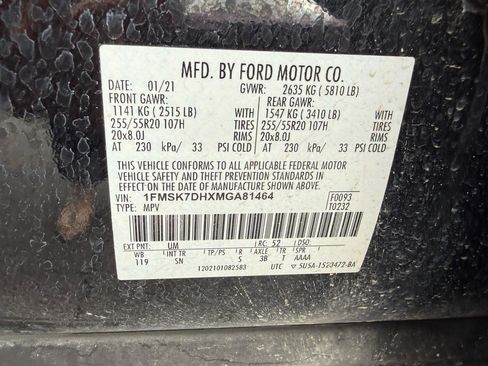 MFD. BY FORD MOTOR CO.
DATE: 01/21 GVWR: 2635 KG ( 5810 LB)
FRONT GAWR: REAR GAWR:
1141 KG ( 2515 LB) WITH 1547 KG ( 3410 LB) WITH
255/55R20 107H TIRES 255/55R20 107H TIRES
20x8.0J RIMS 20x8.0J RIMS
AT 230 kPa/ 33 PSI COLD AT 230 kPa/ 33 PSI COLD
THIS VEHICLE CONFORMS TO ALL APPLICABLE FEDERAL MOTOR
VEHICLE SAFETY AND THEFT PREVENTION STANDARDS IN EFFECT
ON THE DATE OF MANUFACTURE SHOWN ABOVE.
VIN: 1FMSK7DHXMGA81464 F0093
TYPE: MPV T0232
EXT PNT: UM RC: 52 DSO:
WB INT TR TP/PS R AXLE TR SPR
119 SN S 3B T AAAA
1202101082583 UTC 5U5A-1520472-BA